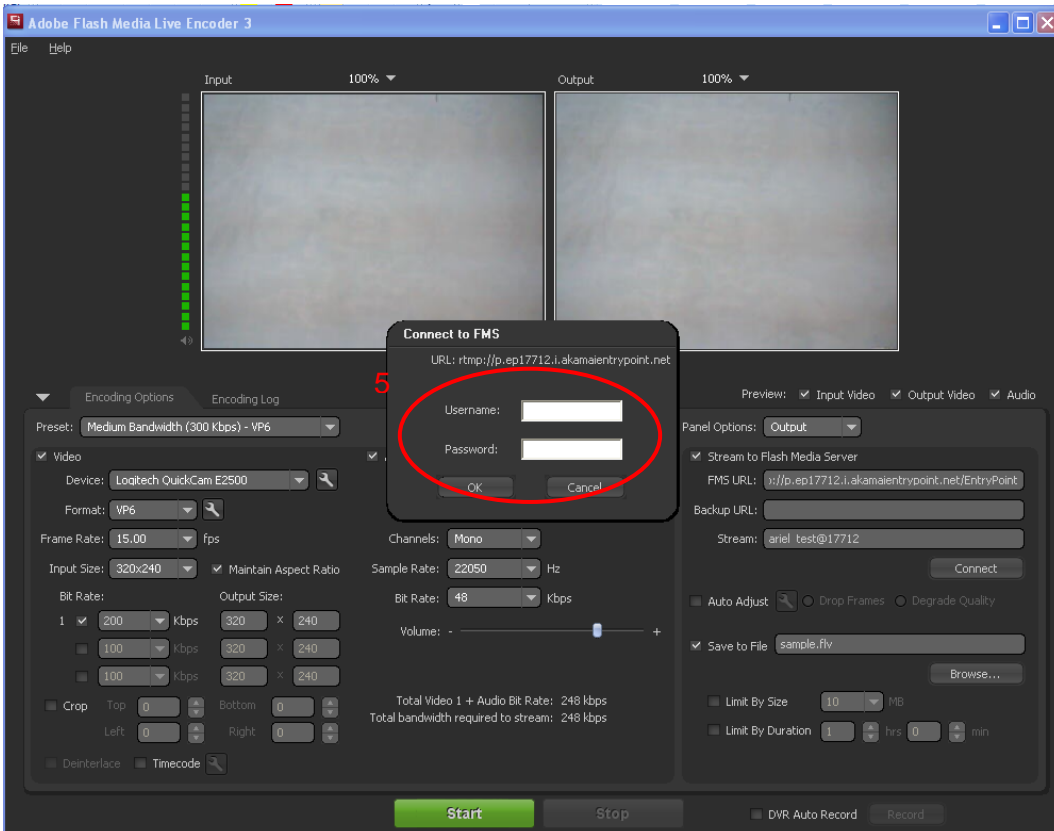 Adobe Flash Media Live Encoder 3
File Help
Input 100% Output 100%
Connect to FMS
URL: rtmp://p.ep17712.i.akamaientrypoint.net
5
Username:
Password:
OK Cancel
Encoding Options Encoding Log
Preview: Input Video Output Video Audio
Preset: Medium Bandwidth (300 Kbps) - VP6
Panel Options: Output
Video
Stream to Flash Media Server
Device: Logitech QuickCam E2500
FMS URL: ://p.ep17712.i.akamaientrypoint.net/EntryPoint
Format: VP6
Backup URL:
Frame Rate: 15.00 fps
Channels: Mono
Stream: ariel test@17712
Input Size: 320x240 Maintain Aspect Ratio
Sample Rate: 22050 Hz
Connect
Bit Rate: Output Size:
Bit Rate: 48 Kbps
Auto Adjust Drop Frames Degrade Quality
1 200 Kbps 320 x 240
Volume: - +
100 Kbps 320 x 240
Save to File sample.flv
100 Kbps 320 x 240
Browse...
Crop Top 0 Bottom 0
Left 0 Right 0
Total Video 1 + Audio Bit Rate: 248 kbps
Total bandwidth required to stream: 248 kbps
Limit By Size 10 MB
Limit By Duration 1 hrs 0 min
Deinterlace Timecode
Start Stop
DVR Auto Record Record